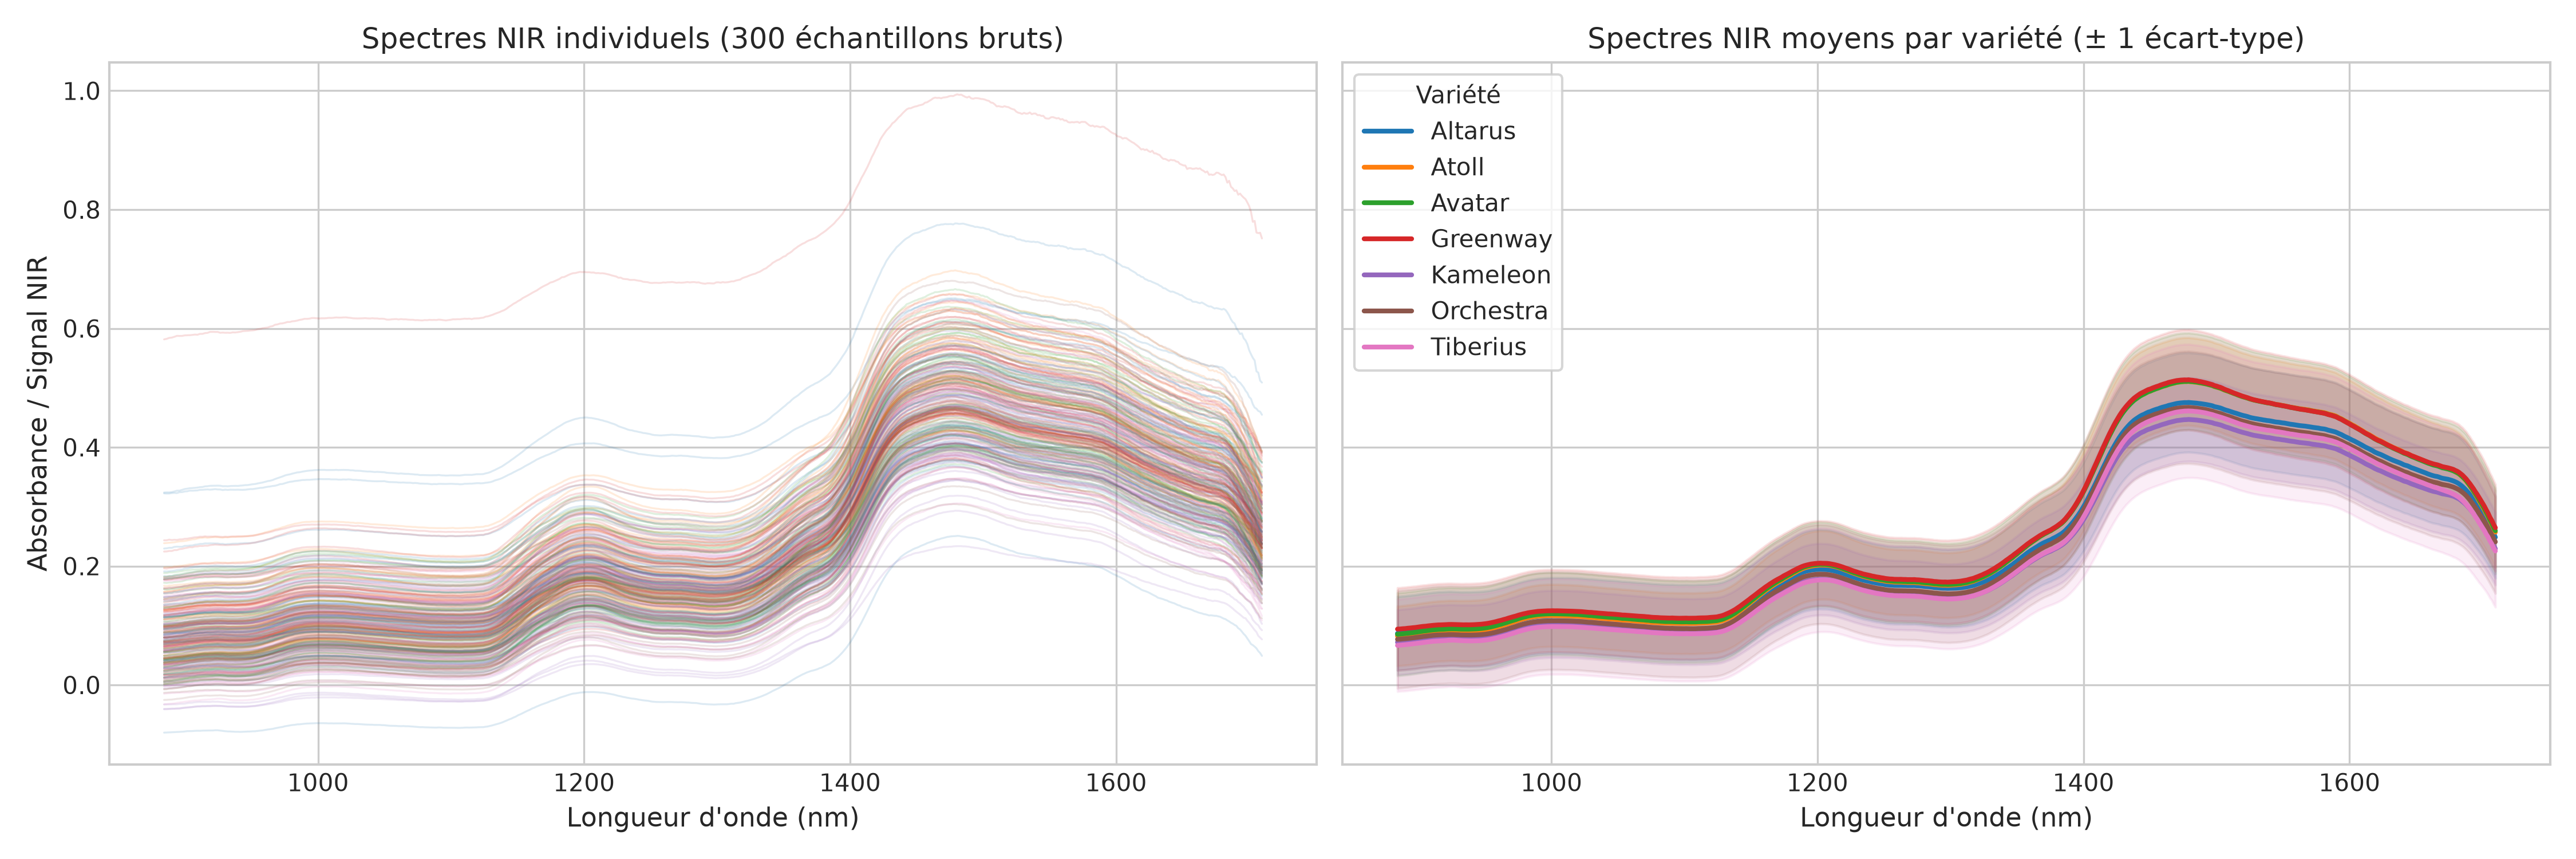 Spectres NIR individuels (300 échantillons bruts)
Absorbance / Signal NIR
1.0
0.8
0.6
0.4
0.2
0.0
1000 1200 1400 1600
Longueur d'onde (nm)
Spectres NIR moyens par variété (± 1 écart-type)
Variété
Altarus
Atoll
Avatar
Greenway
Kameleon
Orchestra
Tiberius
1000 1200 1400 1600
Longueur d'onde (nm)